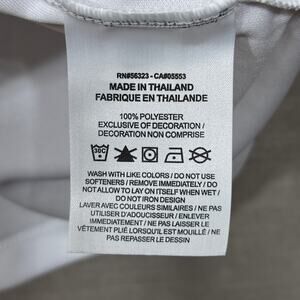 RN#56323 - CA#05553
MADE IN THAILAND
FABRIQUE EN THAILANDE
100% POLYESTER
EXCLUSIVE OF DECORATION /
DECORATION NON COMPRISE
WASH WITH LIKE COLORS / DO NOT USE
SOFTENERS / REMOVE IMMEDIATELY / DO
NOT ALLOW TO LAY ON ITSELF WHEN WET /
DO NOT IRON DESIGN
LAVER AVEC COULEURS SIMILAIRES / NE PAS
UTILISER D'ADOUCISSEUR / ENLEVER
IMMÉDIATEMENT / NE PAS LAISSER LE
VÊTEMENT PLIÉ LORSQU'IL EST MOUILLÉ / NE
PAS REPASSER LE DESSIN